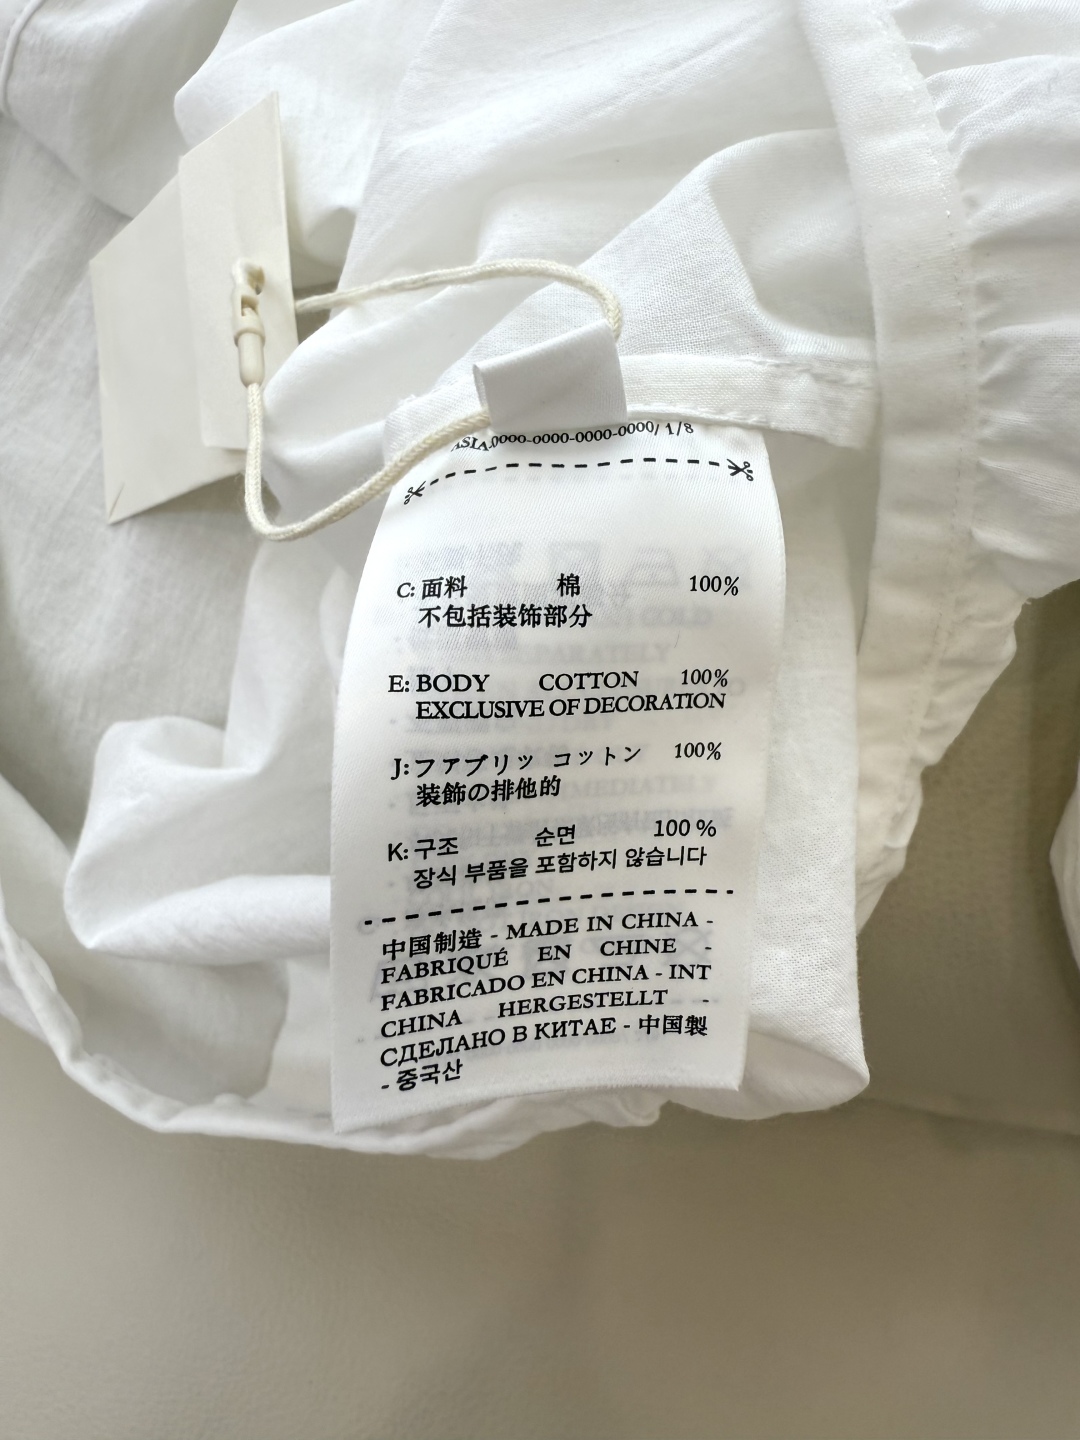 ASIA-0000-0000-0000-0000/ 1/8
C: 面料 棉 100%
不包括装饰部分
E: BODY COTTON 100%
EXCLUSIVE OF DECORATION
J: ファブリッ コットン 100%
装飾の排他的
K: 구조 순면 100 %
장식 부품을 포함하지 않습니다
中国制造 - MADE IN CHINA -
FABRIQUÉ EN CHINE -
FABRICADO EN CHINA - INT
CHINA HERGESTELLT -
СДЕЛАНО В КИТАЕ - 中国製
- 중국산